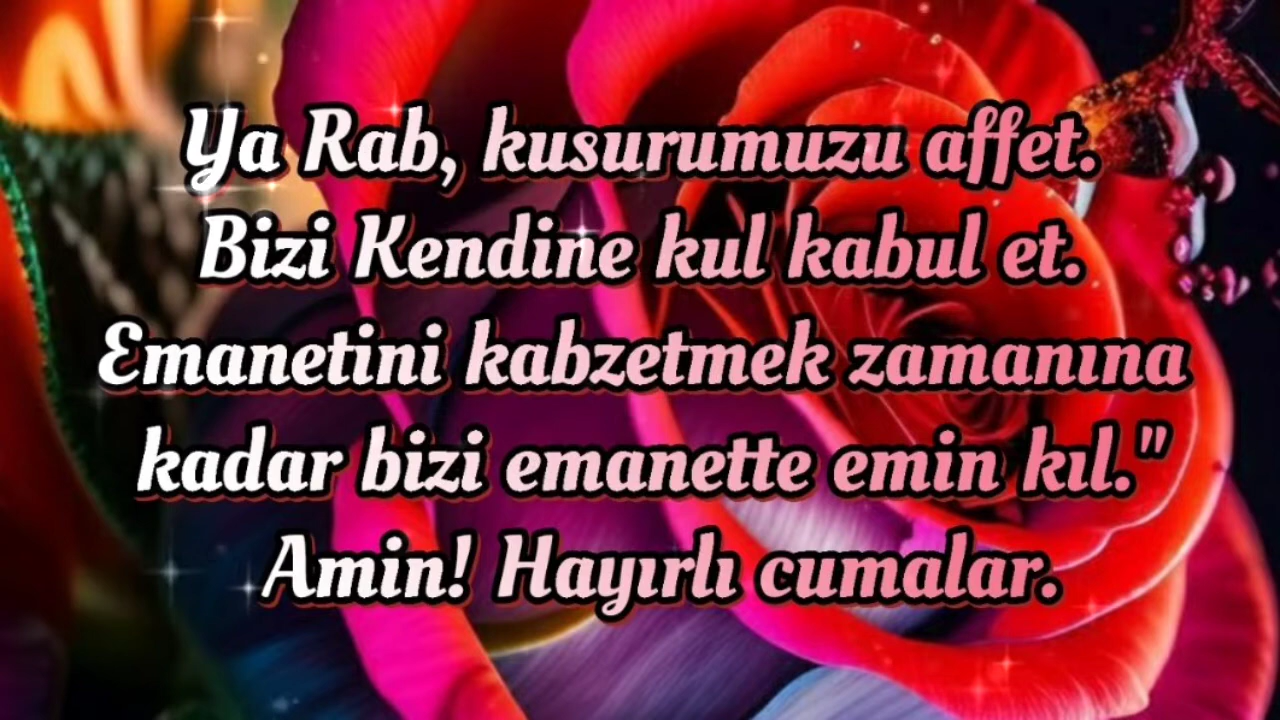 Ya Rab, kusurumuzu affet.
Bizi Kendine kul kabul et.
Emanetini kabzetmek zamanına
kadar bizi emanette emin kıl."
Amin! Hayırlı cumalar.